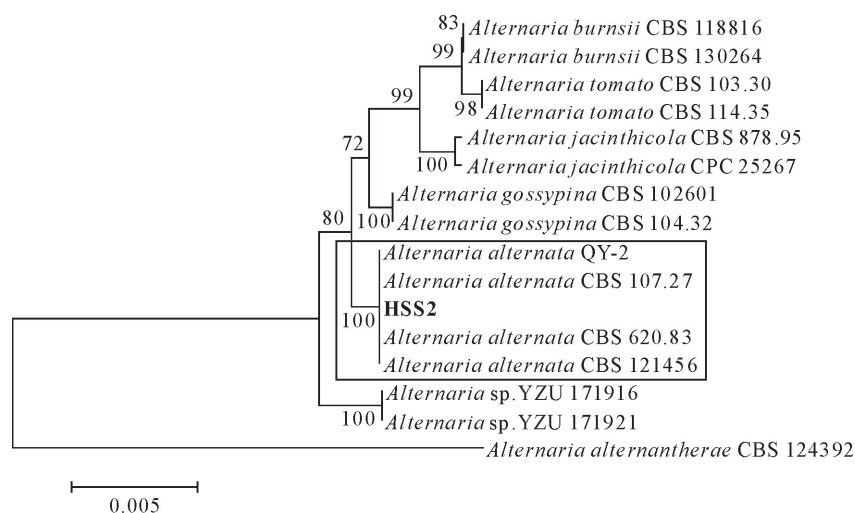 83
Alternaria burnsii CBS 118816
99
Alternaria burnsii CBS 130264
Alternaria tomato CBS 103.30
99
98
Alternaria tomato CBS 114.35
Alternaria jacinthicola CBS 878.95
72
100
Alternaria jacinthicola CPC 25267
Alternaria gossypina CBS 102601
80
100
Alternaria gossypina CBS 104.32
Alternaria alternata QY-2
Alternaria alternata CBS 107.27
100
HSS2
Alternaria alternata CBS 620.83
Alternaria alternata CBS 121456
Alternaria sp.YZU 171916
100
Alternaria sp.YZU 171921
Alternaria alternantherae CBS 124392
0.005